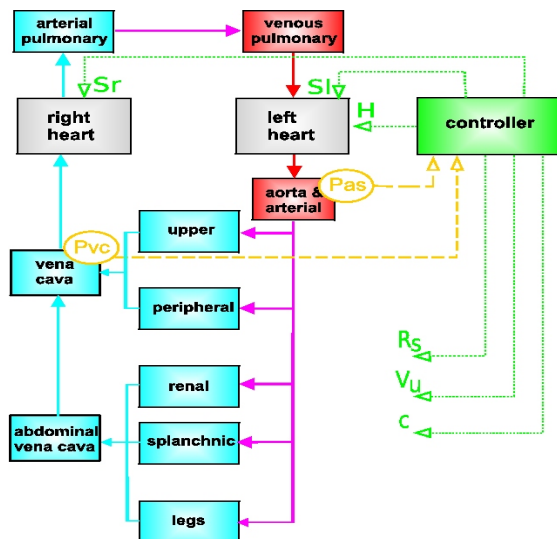 arterial
pulmonary
venous
pulmonary
Sr
Sl
H
right
heart
left
heart
controller
Pas
aorta &
arterial
upper
Pvc
vena
cava
peripheral
Rs
renal
Vu
c
abdominal
vena cava
splanchnic
legs